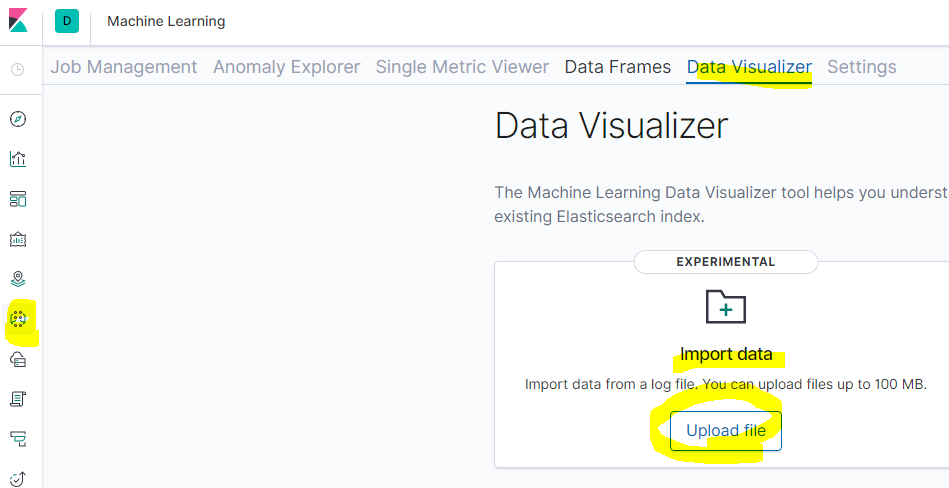 D Machine Learning
Job Management Anomaly Explorer Single Metric Viewer Data Frames Data Visualizer Settings
Data Visualizer
The Machine Learning Data Visualizer tool helps you underst
existing Elasticsearch index.
EXPERIMENTAL
Import data
Import data from a log file. You can upload files up to 100 MB.
Upload file